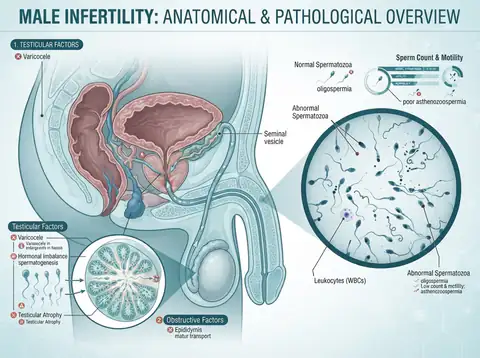 MALE INFERTILITY: ANATOMICAL & PATHOLOGICAL OVERVIEW
1. TESTICULAR FACTORS
Varicocele
Normal Spermatozoa
oligospermia
Sperm Count & Motility
poor asthenozoospermia
Abnormal
Spermatozoa
Seminal
vesicle
Testicular Factors
Varicocele
Hormonal imbalance
spermatogenesis
Testicular Atrophy
Testicular Atrophy
2 Obstructive Factors
Epididymis
matur transport
Leukocytes (WBCs)
Abnormal Spermatozoa
oligospermia
Low count & motility:
asthenozoospermia